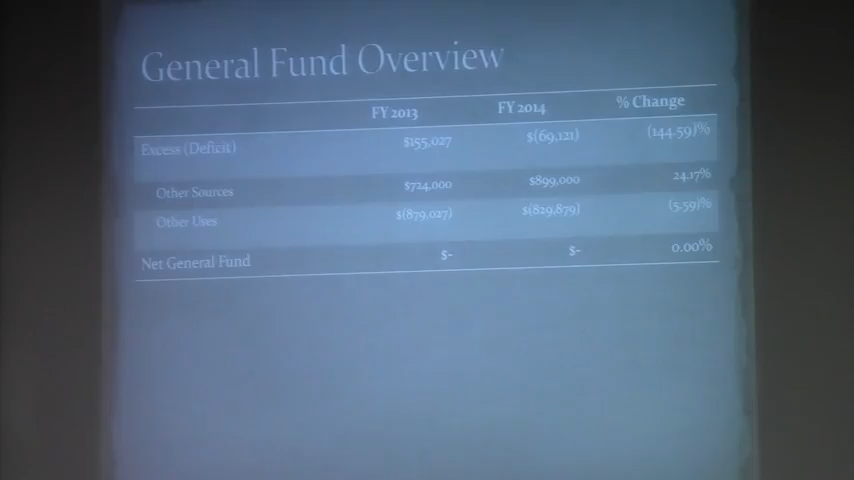 General Fund Overview
FY 2013 FY 2014 % Change
Excess (Deficit) $155,027 $(69,121) (144.59)%
Other Sources $724,000 $899,000 24.17%
Other Uses $(879,027) $(829,879) (5.59)%
Net General Fund $- $- 0.00%